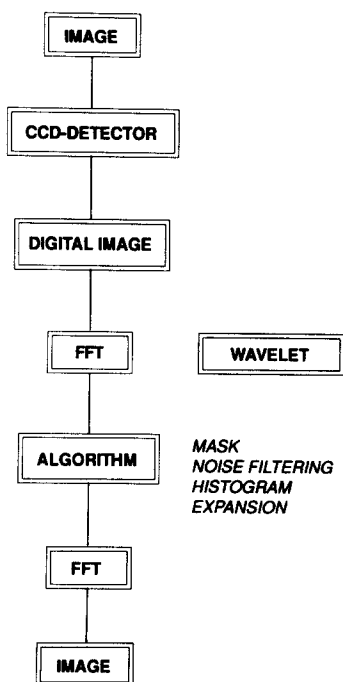 IMAGE
CCD-DETECTOR
DIGITAL IMAGE
FFT
WAVELET
ALGORITHM
MASK
NOISE FILTERING
HISTOGRAM
EXPANSION
FFT
IMAGE